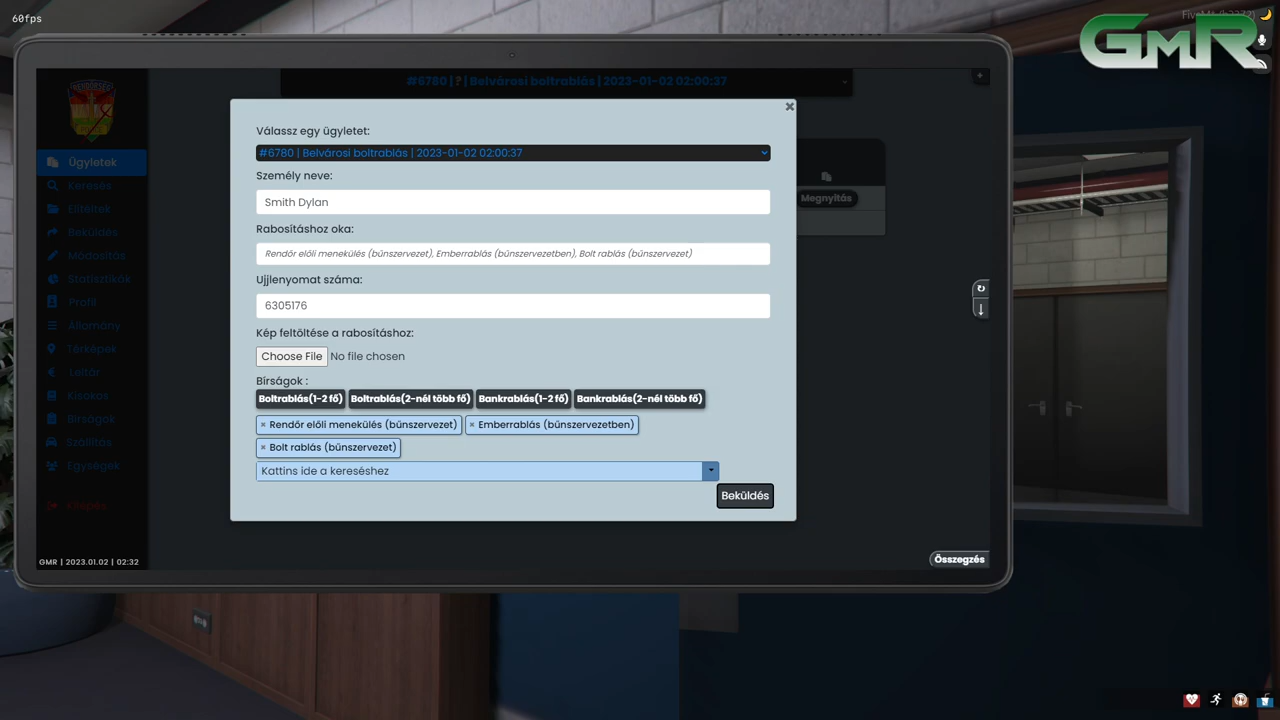 60fps
GMR
RENDŐRSÉG
#6780 | ? | Belvárosi boltrablás | 2023-01-02 02:00:37
Válassz egy ügyletet:
#6780 | Belvárosi boltrablás | 2023-01-02 02:00:37
Személy neve:
Smith Dylan
Rabosításhoz oka:
Rendőr előli menekülés (bűnszervezet), Emberrablás (bűnszervezetben), Bolt rablás (bűnszervezet)
Ujjlenyomat száma:
6305176
Kép feltöltése a rabosításhoz:
Choose File No file chosen
Bírságok :
Boltrablás(1-2 fő) Boltrablás(2-nél több fő) Bankrablás(1-2 fő) Bankrablás(2-nél több fő)
× Rendőr előli menekülés (bűnszervezet) × Emberrablás (bűnszervezetben)
× Bolt rablás (bűnszervezet)
Kattins ide a kereséshez
Beküldés
Ügyletek
Keresés
Elítéltek
Beküldés
Módosítás
Statisztikák
Profil
Állomány
Térképek
Leltár
Kisokos
Bírságok
Szállítás
Egységek
Kilépés
GMR | 2023.01.02 | 02:32
Megnyitás
Összegzés